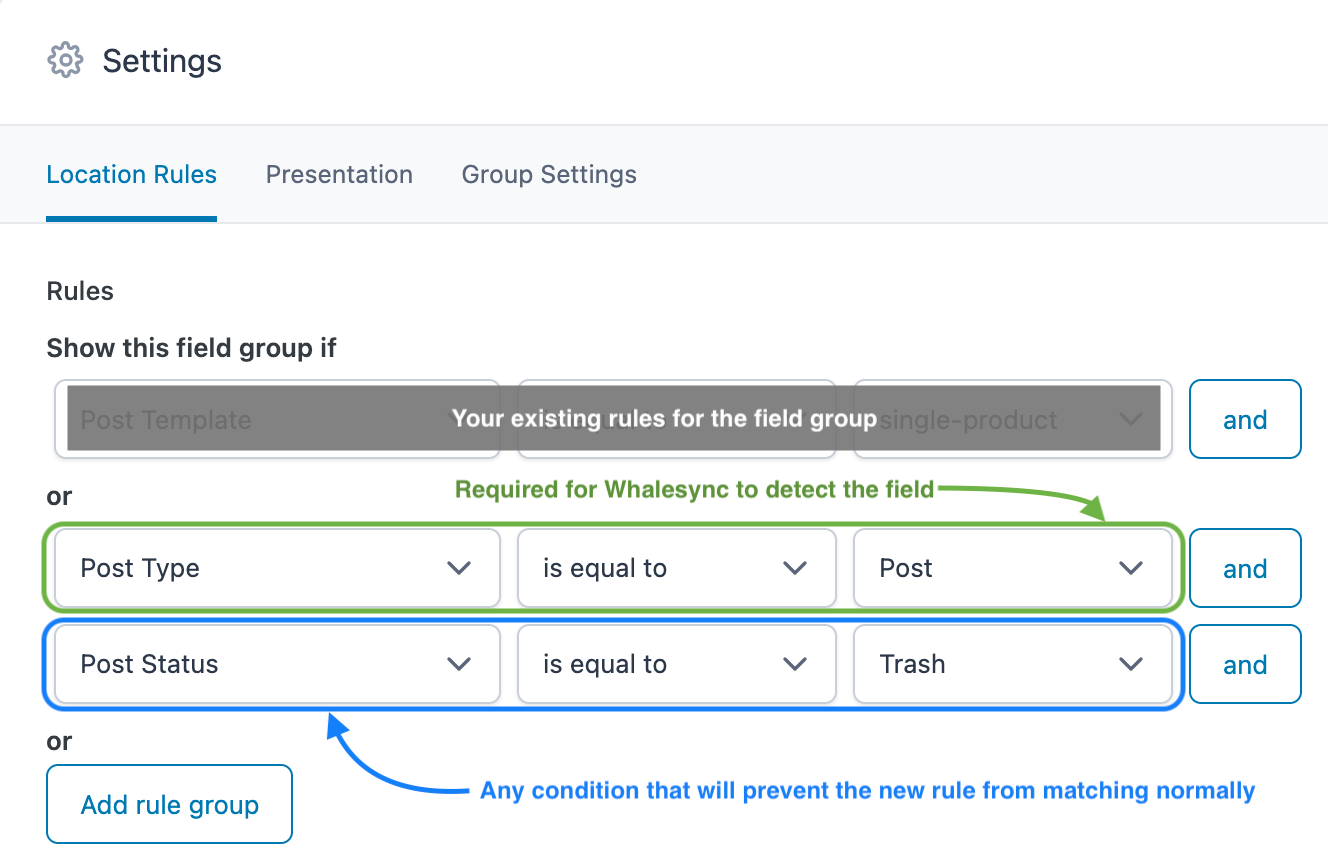 Settings
Location Rules Presentation Group Settings
Rules
Show this field group if
Post Template Your existing rules for the field group single-product and
or Required for Whalesync to detect the field
Post Type is equal to Post and
Post Status is equal to Trash and
or
Any condition that will prevent the new rule from matching normally
Add rule group